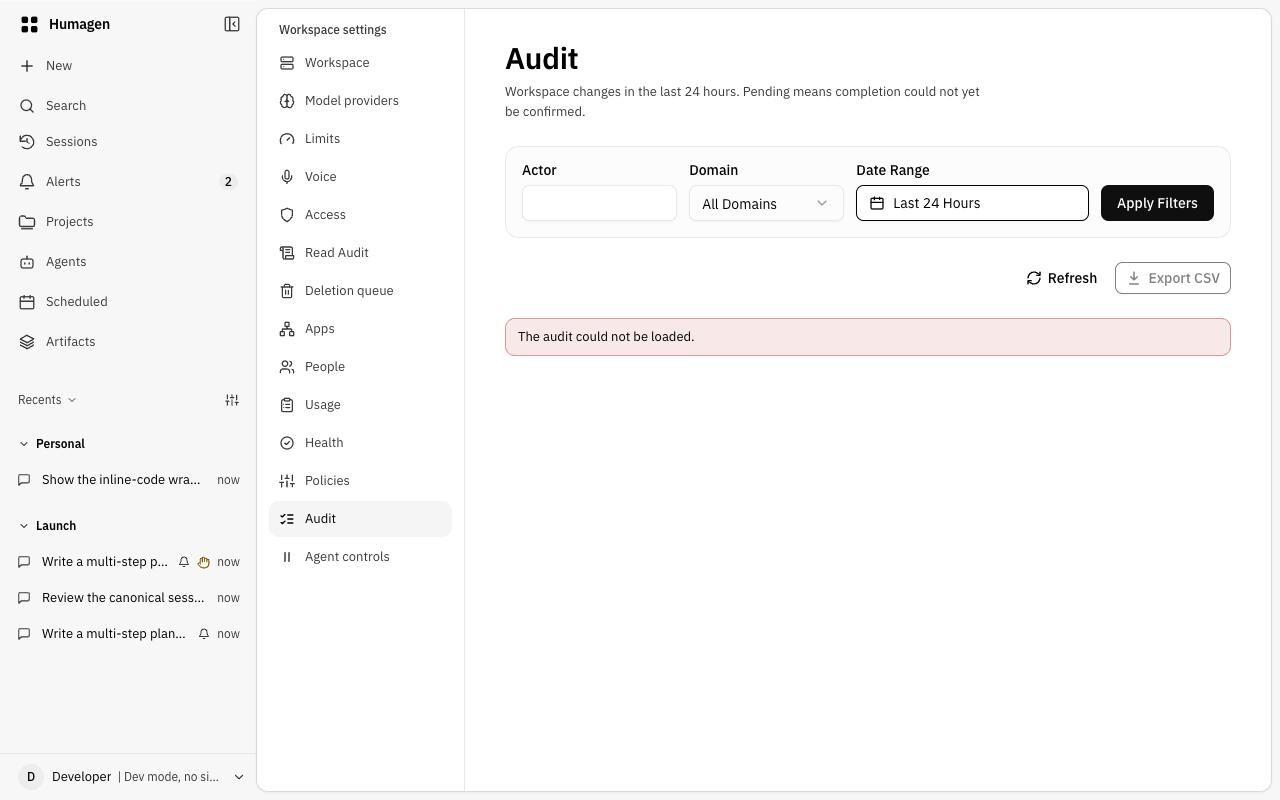 Humagen
New
Search
Sessions
Alerts 2
Projects
Agents
Scheduled
Artifacts
Recents
Personal
Show the inline-code wra... now
Launch
Write a multi-step p... now
Review the canonical sess... now
Write a multi-step plan... now
D Developer | Dev mode, no si...
Workspace settings
Workspace
Model providers
Limits
Voice
Access
Read Audit
Deletion queue
Apps
People
Usage
Health
Policies
Audit
Agent controls
Audit
Workspace changes in the last 24 hours. Pending means completion could not yet
be confirmed.
Actor Domain Date Range
All Domains Last 24 Hours Apply Filters
Refresh Export CSV
The audit could not be loaded.